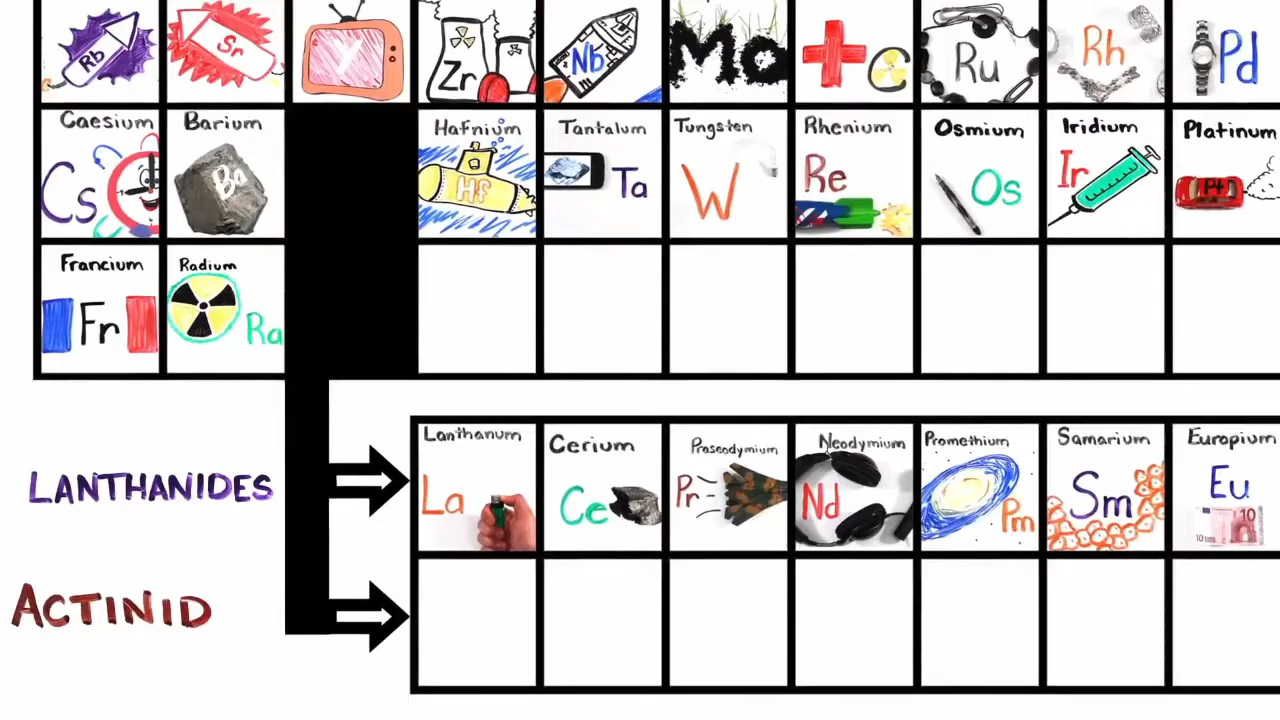 Rb
Sr
Y
Zr
Nb
Mo
Tc
Ru
Rh
Pd
Caesium
Cs
Barium
Ba
Hafnium
Hf
Tantalum
Ta
Tungsten
W
Rhenium
Re
Osmium
Os
Iridium
Ir
Platinum
Francium
Fr
Radium
Ra
LANTHANIDES
Lanthanum
La
Cerium
Ce
Praseodymium
Pr
Neodymium
Nd
Promethium
Pm
Samarium
Sm
Europium
Eu
10
ACTINID